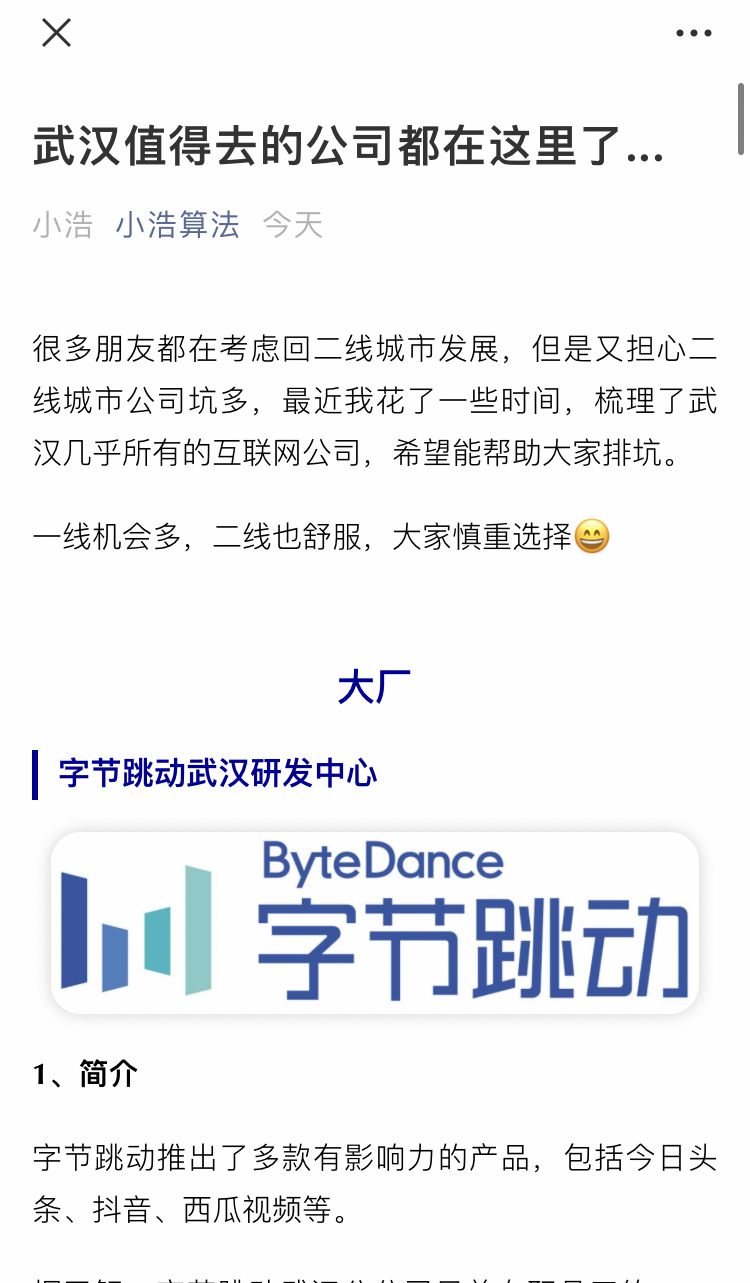 武汉值得去的公司都在这里了...
小浩 小浩算法 今天
很多朋友都在考虑回二线城市发展，但是又担心二
线城市公司坑多，最近我花了一些时间，梳理了武
汉几乎所有的互联网公司，希望能帮助大家排坑。
一线机会多，二线也舒服，大家慎重选择😄
大厂
字节跳动武汉研发中心
ByteDance
字节跳动
1、简介
字节跳动推出了多款有影响力的产品，包括今日头
条、抖音、西瓜视频等。